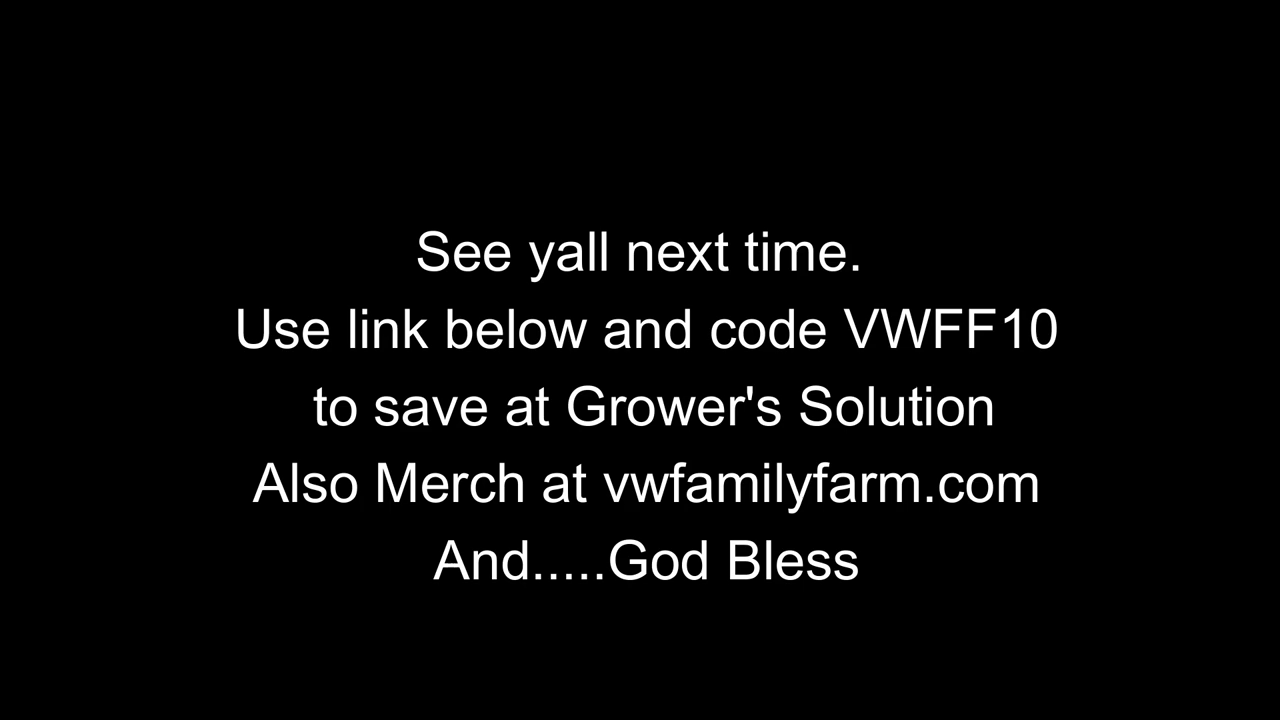 See yall next time.
Use link below and code VWFF10
to save at Grower's Solution
Also Merch at vwfamilyfarm.com
And.....God Bless